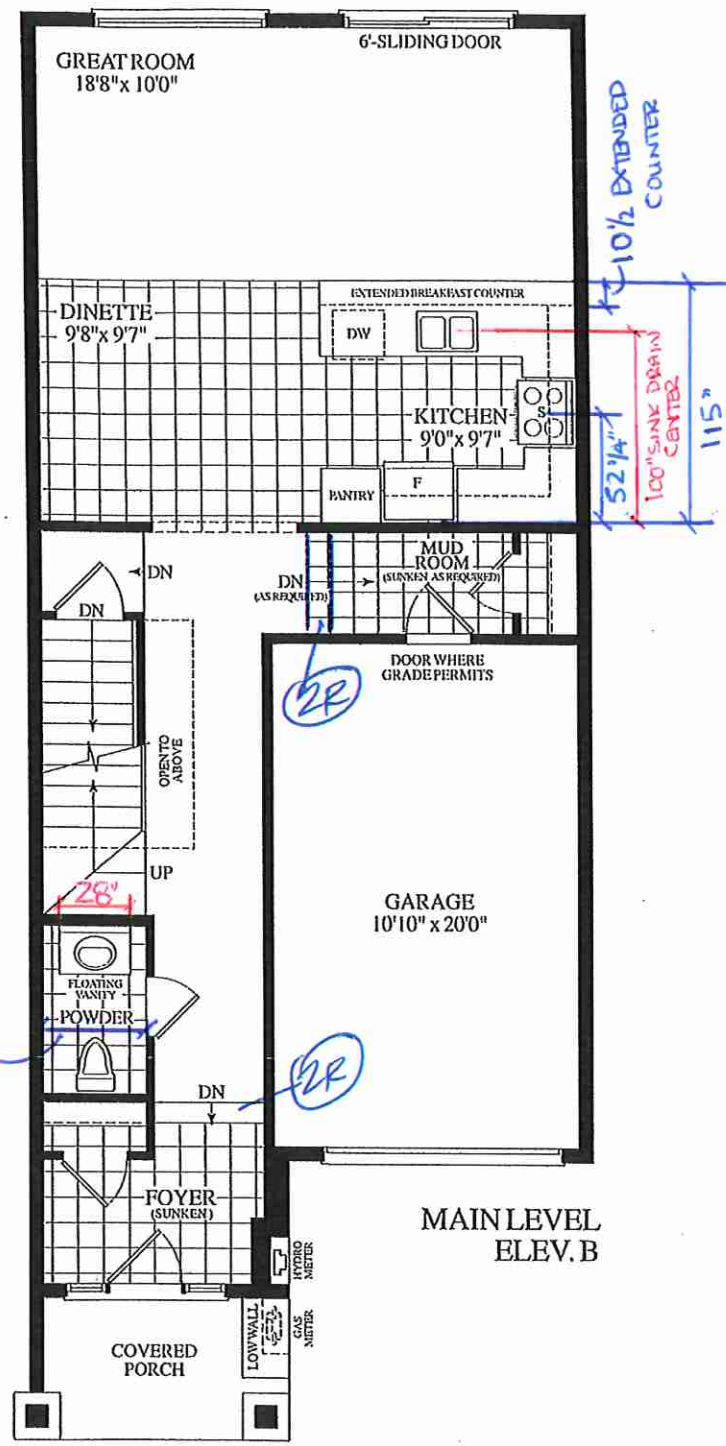 6'-SLIDING DOOR
GREAT ROOM
18'8" x 10'0"
10 1/2 EXTENDED
COUNTER
EXTENDED BREAKFAST COUNTER
DINETTE
9'8" x 9'7"
DW
KITCHEN
9'0" x 9'7"
S
52 1/4"
100" SINK DRAIN
CENTER
115"
PANTRY
F
DN
DN
DN
(AS REQUIRED)
MUD
ROOM
(SUNKEN AS REQUIRED)
2R
DOOR WHERE
GRADE PERMITS
OPEN TO
ABOVE
UP
28"
GARAGE
10'10" x 20'0"
FLOATING
VANITY
POWDER
DN
2R
FOYER
(SUNKEN)
MAIN LEVEL
ELEV. B
HYDRO
METER
GAS
METER
LOW WALL
COVERED
PORCH